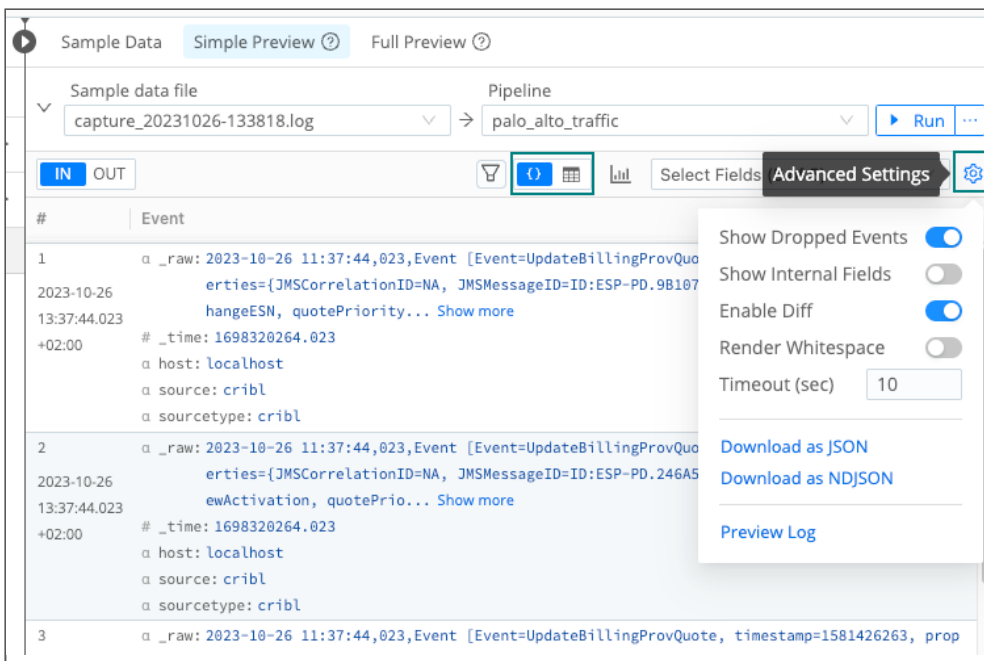 Sample Data Simple Preview Full Preview
Sample data file Pipeline
capture_20231026-133818.log → palo_alto_traffic Run ...
IN OUT {} Select Fields Advanced Settings
# Event
Show Dropped Events
Show Internal Fields
Enable Diff
Render Whitespace
Timeout (sec) 10
Download as JSON
Download as NDJSON
Preview Log
1 α _raw: 2023-10-26 11:37:44,023,Event [Event=UpdateBillingProvQuo
2023-10-26 erties={JMSCorrelationID=NA, JMSMessageID=ID:ESP-PD.9B107
13:37:44.023 hangeESN, quotePriority... Show more
+02:00 # _time: 1698320264.023
α host: localhost
α source: cribl
α sourcetype: cribl
2 α _raw: 2023-10-26 11:37:44,023,Event [Event=UpdateBillingProvQuo
2023-10-26 erties={JMSCorrelationID=NA, JMSMessageID=ID:ESP-PD.246A5
13:37:44.023 ewActivation, quotePrio... Show more
+02:00 # _time: 1698320264.023
α host: localhost
α source: cribl
α sourcetype: cribl
3 α _raw: 2023-10-26 11:37:44,023,Event [Event=UpdateBillingProvQuote, timestamp=1581426263, prop